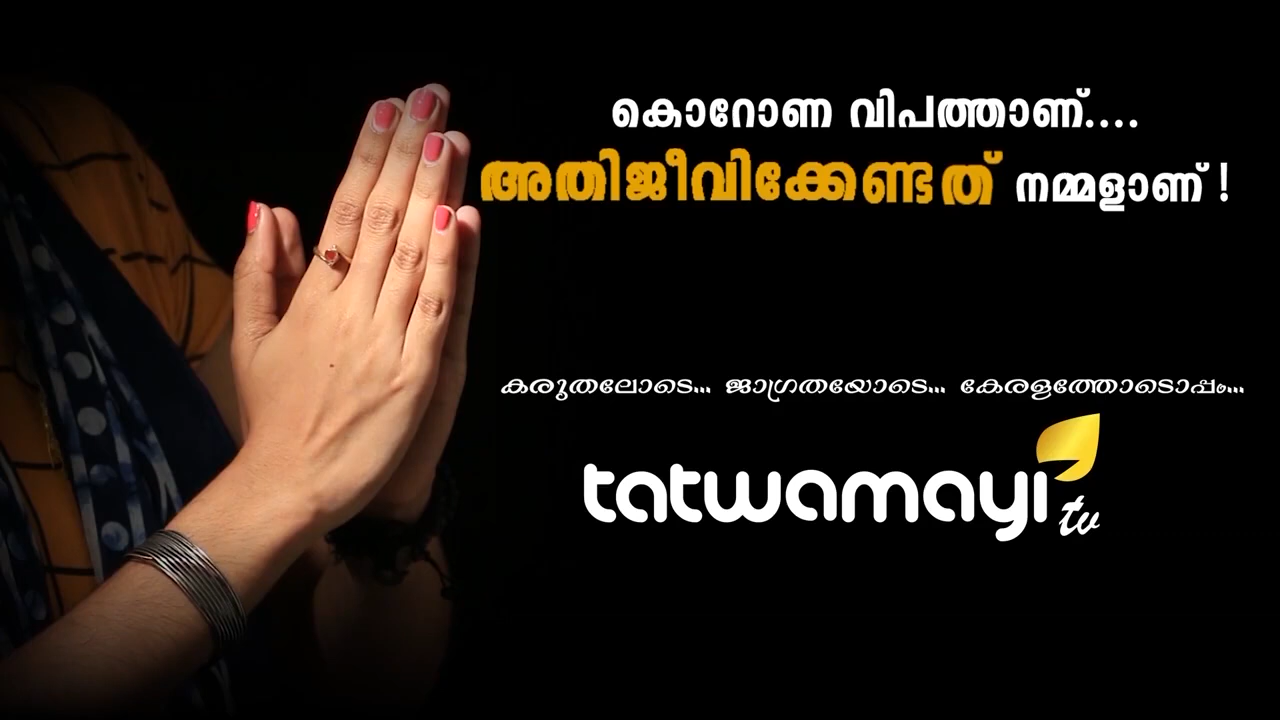 കൊറോണ വിപത്താണ്....
അതിജീവിക്കേണ്ടത് നമ്മളാണ് !
കരുതലോടെ... ജാഗ്രതയോടെ... കേരളത്തോടൊപ്പം...
tatwamayi
tv